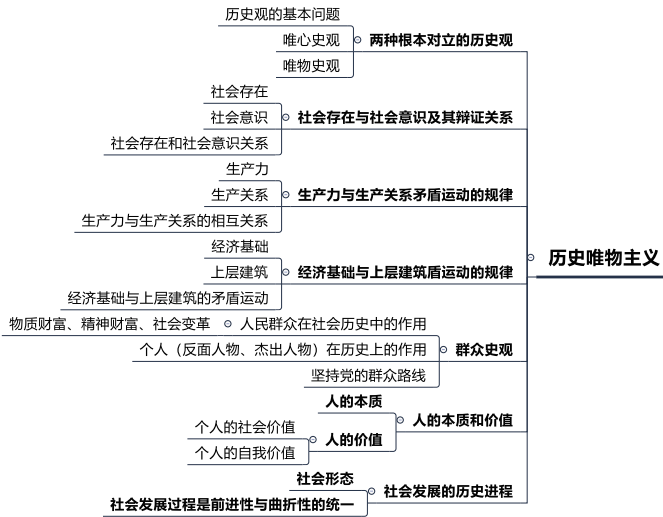 历史观的基本问题
唯心史观
唯物史观
两种根本对立的历史观
社会存在
社会意识
社会存在和社会意识关系
社会存在与社会意识及其辩证关系
生产力
生产关系
生产力与生产关系的相互关系
生产力与生产关系矛盾运动的规律
经济基础
上层建筑
经济基础与上层建筑的矛盾运动
经济基础与上层建筑盾运动的规律
历史唯物主义
物质财富、精神财富、社会变革
人民群众在社会历史中的作用
个人（反面人物、杰出人物）在历史上的作用
坚持党的群众路线
群众史观
人的本质
个人的社会价值
个人的自我价值
人的价值
人的本质和价值
社会形态
社会发展过程是前进性与曲折性的统一
社会发展的历史进程